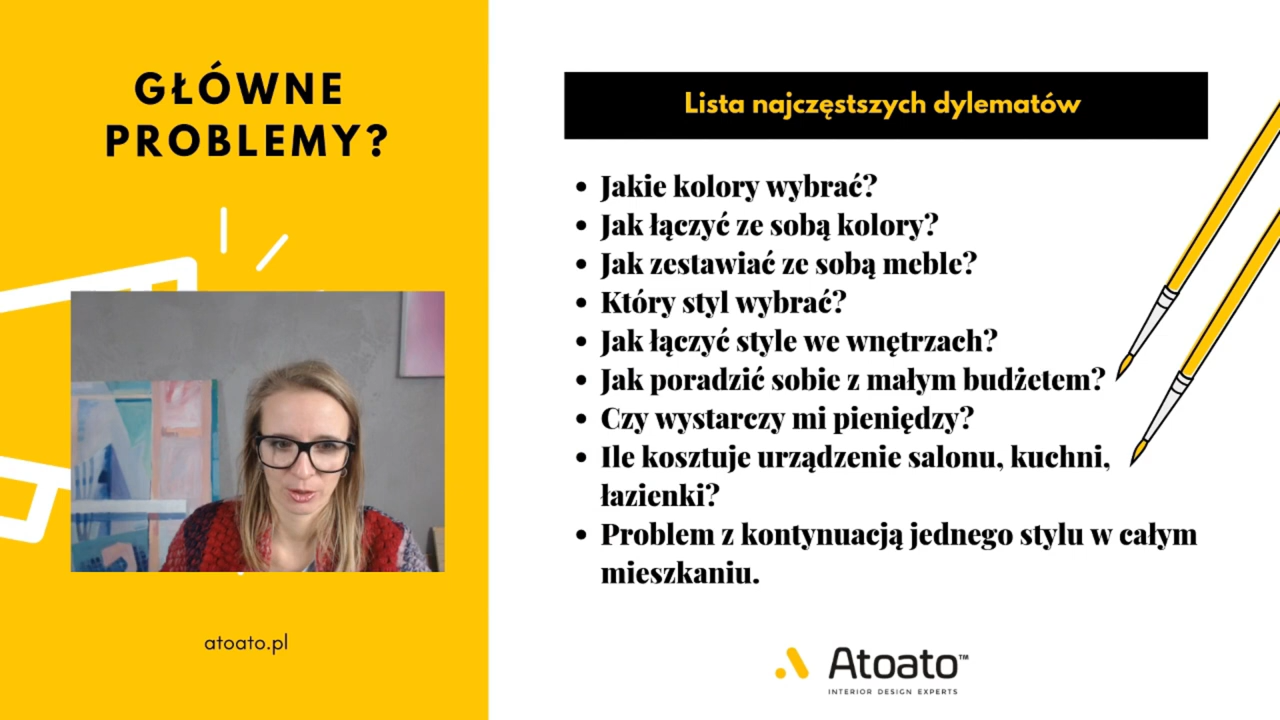 GŁÓWNE
PROBLEMY?
atoato.pl
Lista najczęstszych dylematów
• Jakie kolory wybrać?
• Jak łączyć ze sobą kolory?
• Jak zestawiać ze sobą meble?
• Który styl wybrać?
• Jak łączyć style we wnętrzach?
• Jak poradzić sobie z małym budżetem?
• Czy wystarczy mi pieniędzy?
• Ile kosztuje urządzenie salonu, kuchni,
łazienki?
• Problem z kontynuacją jednego stylu w całym
mieszkaniu.
Atoato™
INTERIOR DESIGN EXPERTS